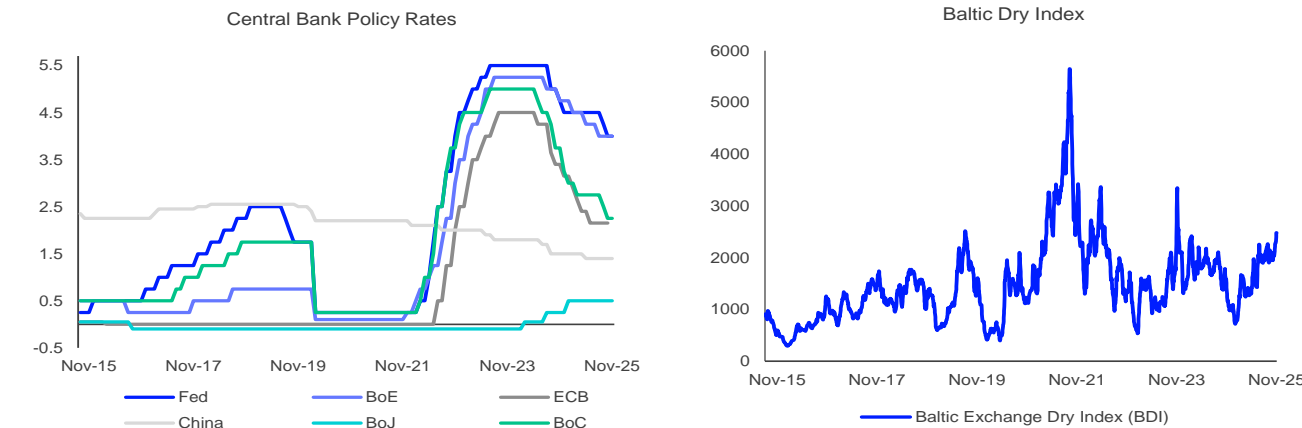 Central Bank Policy Rates
5.5
4.5
3.5
2.5
1.5
0.5
-0.5
Nov-15 Nov-17 Nov-19 Nov-21 Nov-23 Nov-25
Fed BoE ECB
China BoJ BoC
Baltic Dry Index
6000
5000
4000
3000
2000
1000
0
Nov-15 Nov-17 Nov-19 Nov-21 Nov-23 Nov-25
Baltic Exchange Dry Index (BDI)